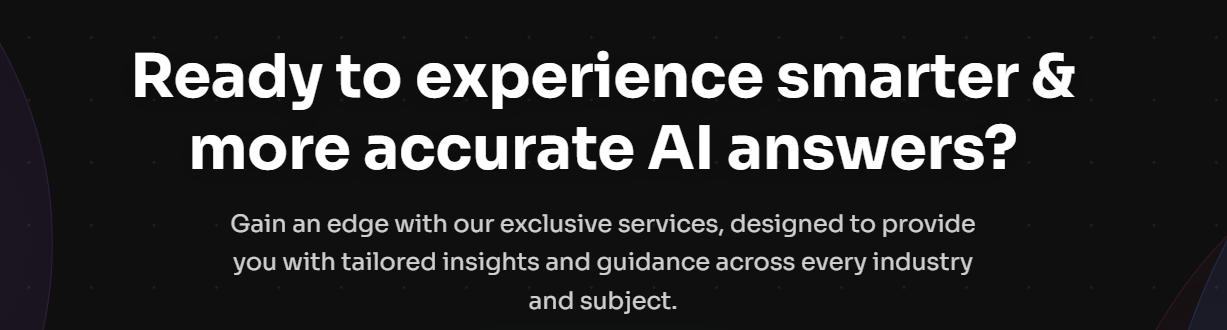 Ready to experience smarter &
more accurate AI answers?
Gain an edge with our exclusive services, designed to provide
you with tailored insights and guidance across every industry
and subject.